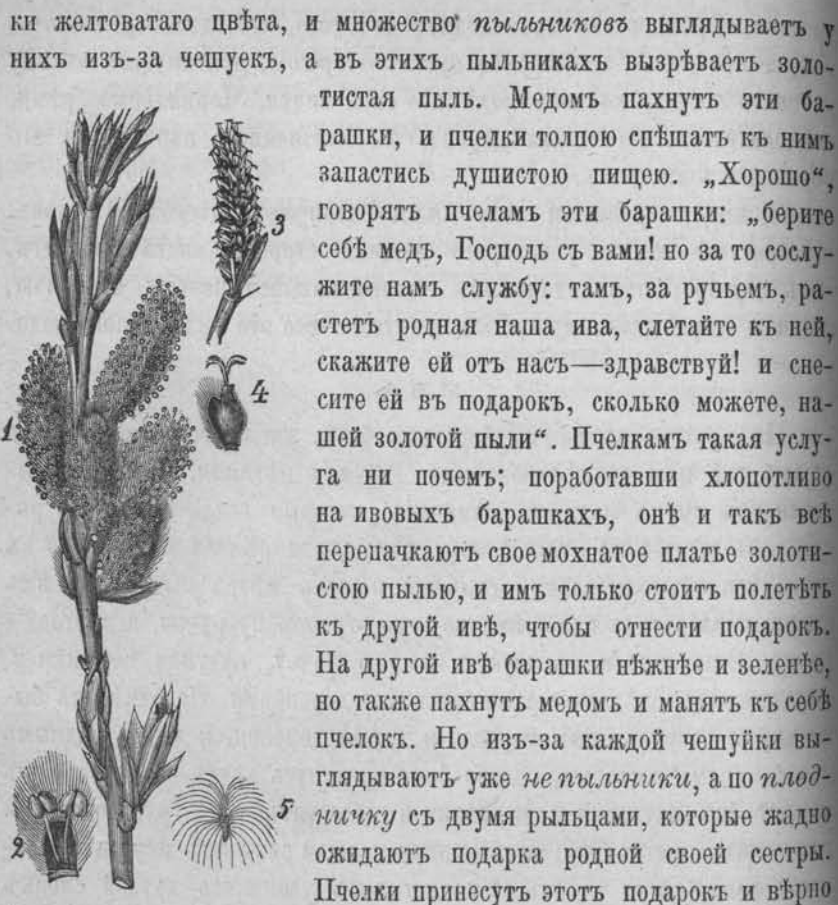 ки желтоватаго цвѣта, и множество пыльниковъ выглядываетъ у
нихъ изъ-за чешуекъ, а въ этихъ пыльникахъ вызрѣваетъ золо-
тистая пыль. Медомъ пахнутъ эти ба-
рашки, и пчелки толпою спѣшатъ къ нимъ
запастись душистою пищею. „Хорошо“,
говорятъ пчеламъ эти барашки: „берите
себѣ медъ, Господь съ вами! но за то сослу-
жите намъ службу: тамъ, за ручьемъ, ра-
стетъ родная наша ива, слетайте къ ней,
скажите ей отъ насъ—здравствуй! и сне-
сите ей въ подарокъ, сколько можете, на-
шей золотой пыли“. Пчелкамъ такая услу-
га ни почемъ; поработавши хлопотливо
на ивовыхъ барашкахъ, онѣ и такъ всѣ
перепачкаютъ свое мохнатое платье золоти-
стою пылью, и имъ только стоитъ полетѣть
къ другой ивѣ, чтобы отнести подарокъ.
На другой ивѣ барашки нѣжнѣе и зеленѣе,
но также пахнутъ медомъ и манятъ къ себѣ
пчелокъ. Но изъ-за каждой чешуйки вы-
глядываютъ уже не пыльники, а по плод-
ничку съ двумя рыльцами, которые жадно
ожидаютъ подарка родной своей сестры.
Пчелки принесутъ этотъ подарокъ и вѣрно
1
2
3
4
5